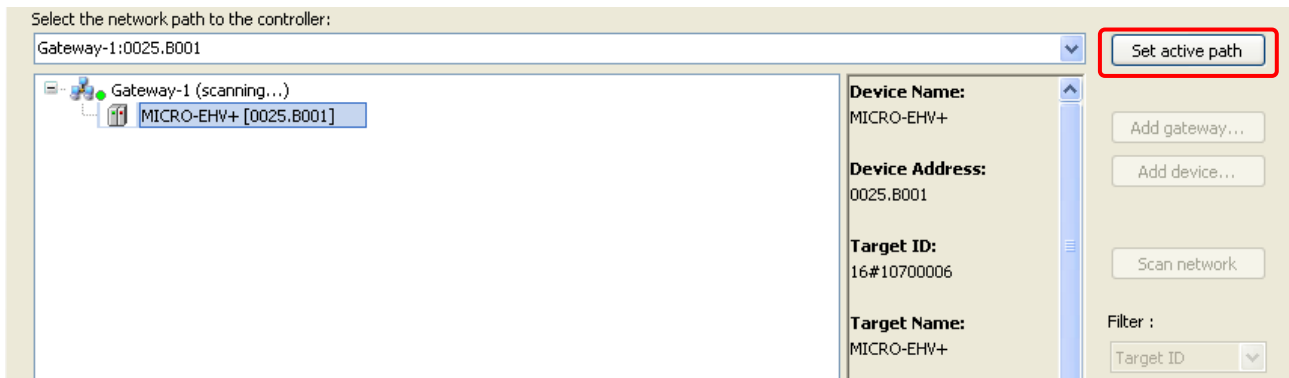 Select the network path to the controller:
Gateway-1:0025.B001
Set active path
Gateway-1 (scanning...)
MICRO-EHV+ [0025.B001]
Device Name:
MICRO-EHV+
Device Address:
0025.B001
Target ID:
16#10700006
Target Name:
MICRO-EHV+
Add gateway...
Add device...
Scan network
Filter :
Target ID